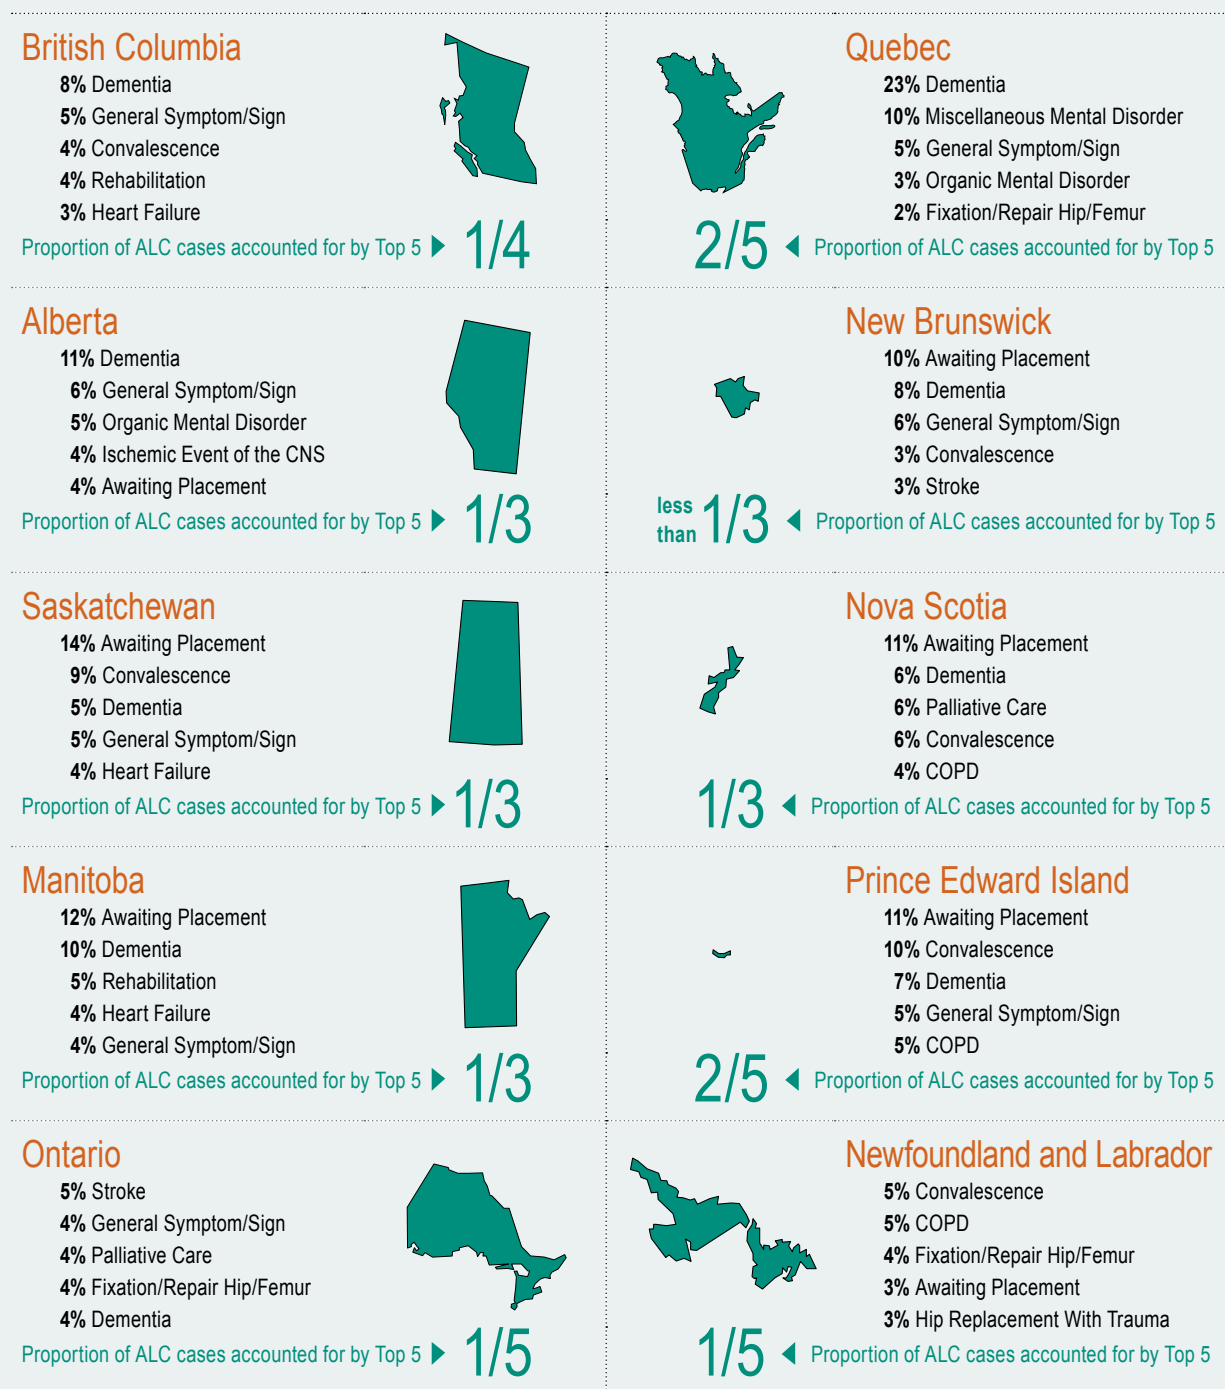 British Columbia
8% Dementia
5% General Symptom/Sign
4% Convalescence
4% Rehabilitation
3% Heart Failure
Proportion of ALC cases accounted for by Top 5 ▶ 1/4
Quebec
23% Dementia
10% Miscellaneous Mental Disorder
5% General Symptom/Sign
3% Organic Mental Disorder
2% Fixation/Repair Hip/Femur
2/5 ◀ Proportion of ALC cases accounted for by Top 5
Alberta
11% Dementia
6% General Symptom/Sign
5% Organic Mental Disorder
4% Ischemic Event of the CNS
4% Awaiting Placement
Proportion of ALC cases accounted for by Top 5 ▶ 1/3
New Brunswick
10% Awaiting Placement
8% Dementia
6% General Symptom/Sign
3% Convalescence
3% Stroke
less than 1/3 ◀ Proportion of ALC cases accounted for by Top 5
Saskatchewan
14% Awaiting Placement
9% Convalescence
5% Dementia
5% General Symptom/Sign
4% Heart Failure
Proportion of ALC cases accounted for by Top 5 ▶ 1/3
Nova Scotia
11% Awaiting Placement
6% Dementia
6% Palliative Care
6% Convalescence
4% COPD
1/3 ◀ Proportion of ALC cases accounted for by Top 5
Manitoba
12% Awaiting Placement
10% Dementia
5% Rehabilitation
4% Heart Failure
4% General Symptom/Sign
Proportion of ALC cases accounted for by Top 5 ▶ 1/3
Prince Edward Island
11% Awaiting Placement
10% Convalescence
7% Dementia
5% General Symptom/Sign
5% COPD
2/5 ◀ Proportion of ALC cases accounted for by Top 5
Ontario
5% Stroke
4% General Symptom/Sign
4% Palliative Care
4% Fixation/Repair Hip/Femur
4% Dementia
Proportion of ALC cases accounted for by Top 5 ▶ 1/5
Newfoundland and Labrador
5% Convalescence
5% COPD
4% Fixation/Repair Hip/Femur
3% Awaiting Placement
3% Hip Replacement With Trauma
1/5 ◀ Proportion of ALC cases accounted for by Top 5